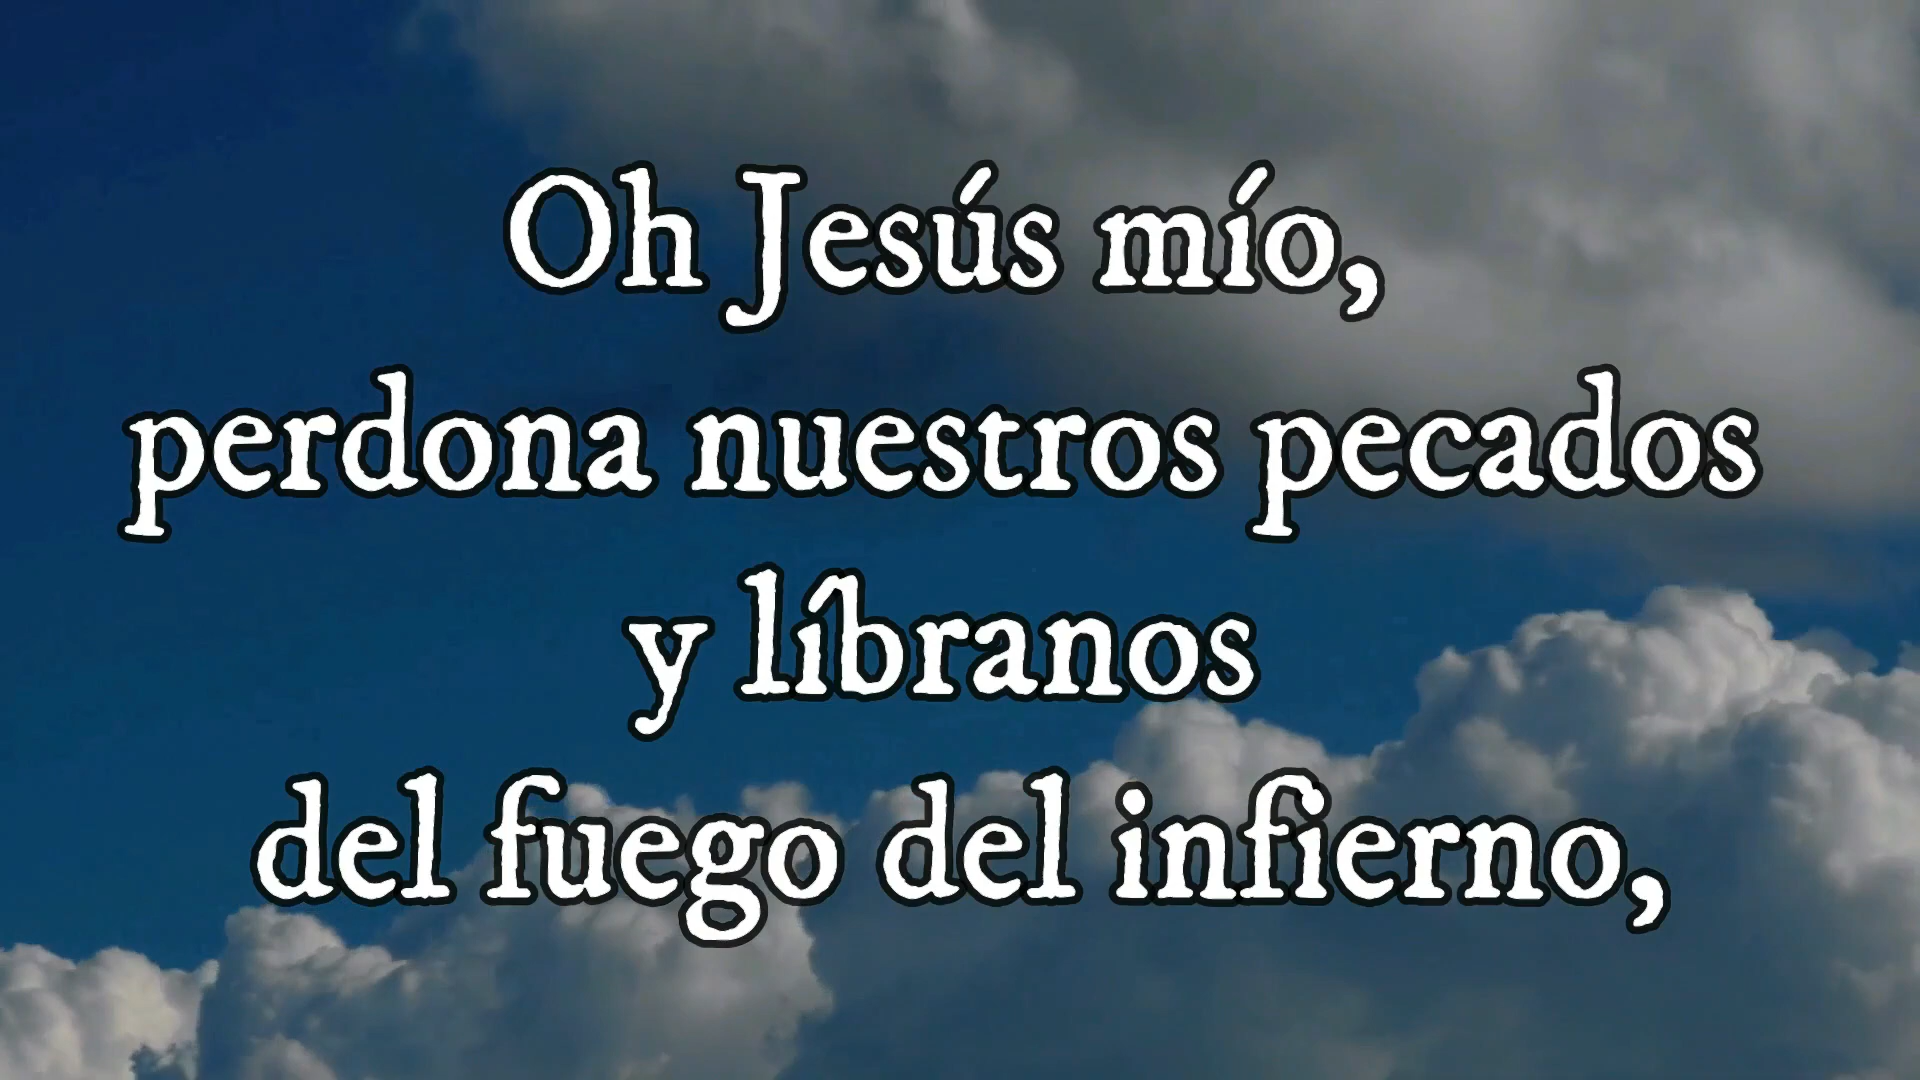 Oh Jesús mío,
perdona nuestros pecados
y líbranos
del fuego del infierno,